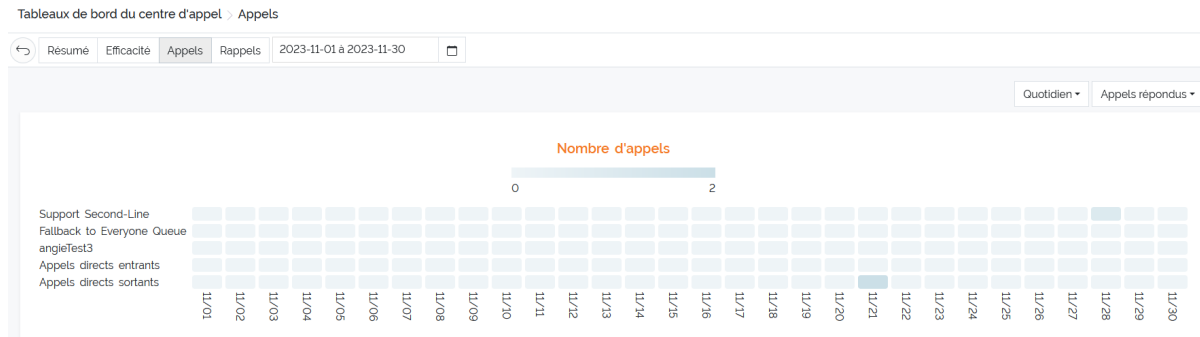 Tableaux de bord du centre d'appel > Appels
Résumé Efficacité Appels Rappels 2023-11-01 à 2023-11-30
Quotidien Appels répondus
Nombre d'appels
0 2
Support Second-Line
Fallback to Everyone Queue
angieTest3
Appels directs entrants
Appels directs sortants
11/01 11/02 11/03 11/04 11/05 11/06 11/07 11/08 11/09 11/10 11/11 11/12 11/13 11/14 11/15 11/16 11/17 11/18 11/19 11/20 11/21 11/22 11/23 11/24 11/25 11/26 11/27 11/28 11/29 11/30